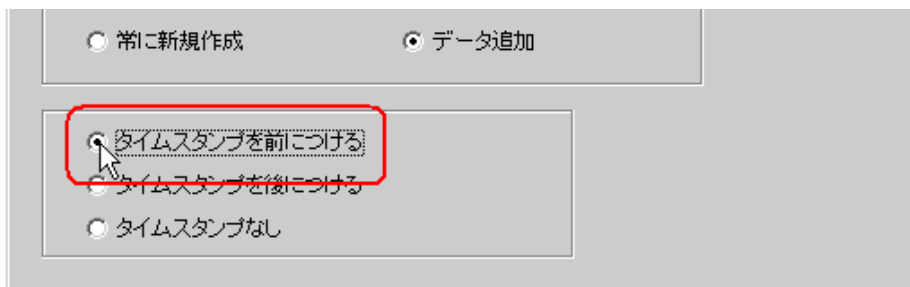 常に新規作成 データ追加
タイムスタンプを前につける
タイムスタンプを後につける
タイムスタンプなし